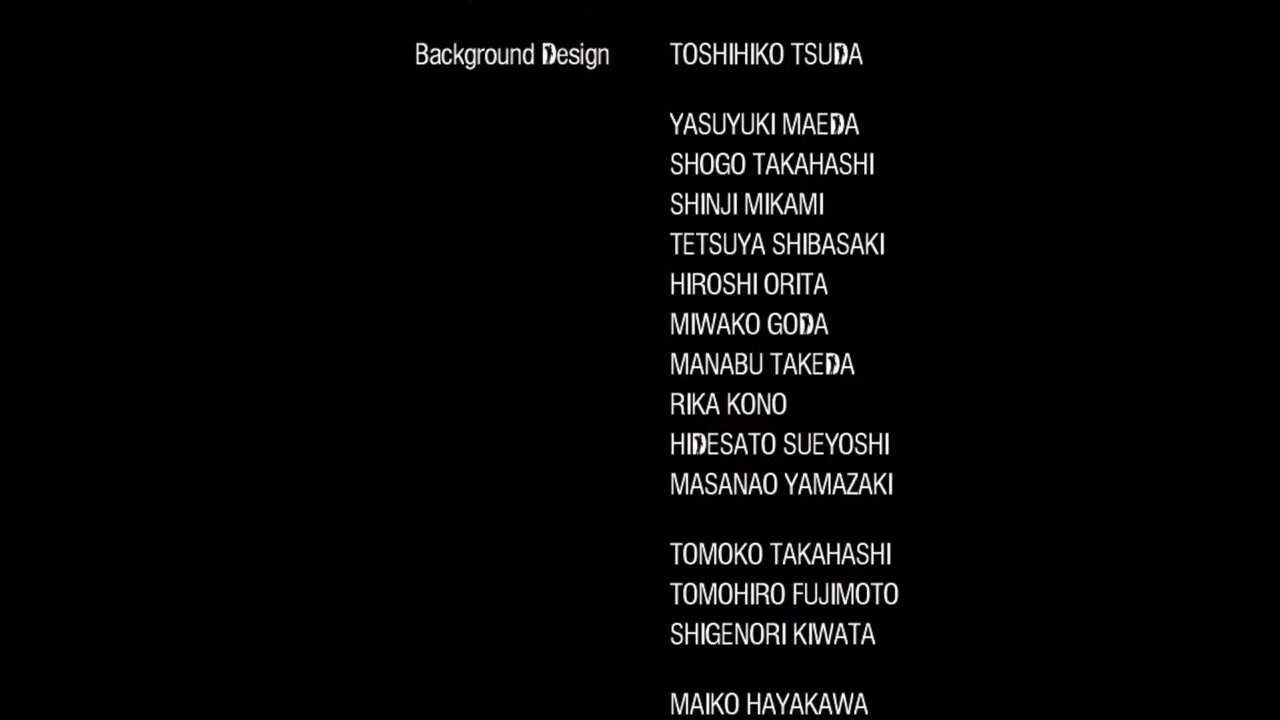 Background Design TOSHIHIKO TSUDA
YASUYUKI MAEDA
SHOGO TAKAHASHI
SHINJI MIKAMI
TETSUYA SHIBASAKI
HIROSHI ORITA
MIWAKO GODA
MANABU TAKEDA
RIKA KONO
HIDESATO SUEYOSHI
MASANAO YAMAZAKI
TOMOKO TAKAHASHI
TOMOHIRO FUJIMOTO
SHIGENORI KIWATA
MAIKO HAYAKAWA